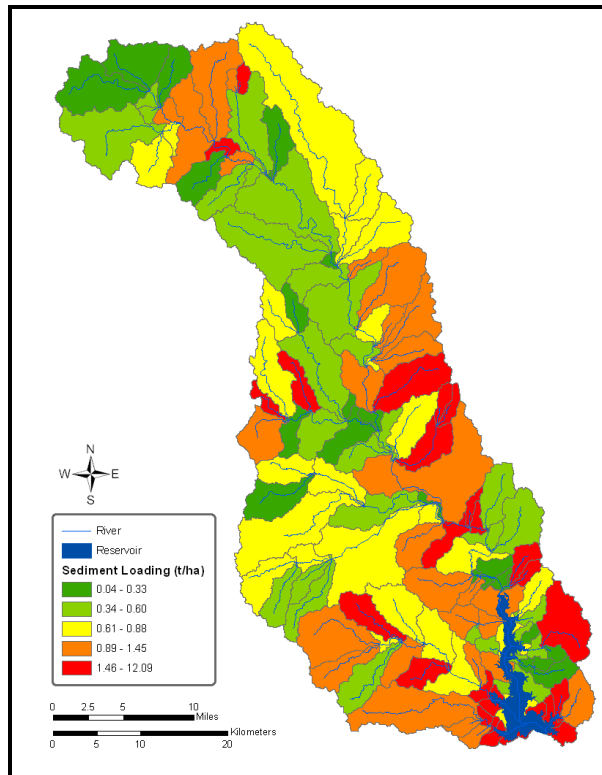 N
W E
S
River
Reservoir
Sediment Loading (t/ha)
0.04 - 0.33
0.34 - 0.60
0.61 - 0.88
0.89 - 1.45
1.46 - 12.09
0 2.5 5 10
Miles
Kilometers
0 5 10 20